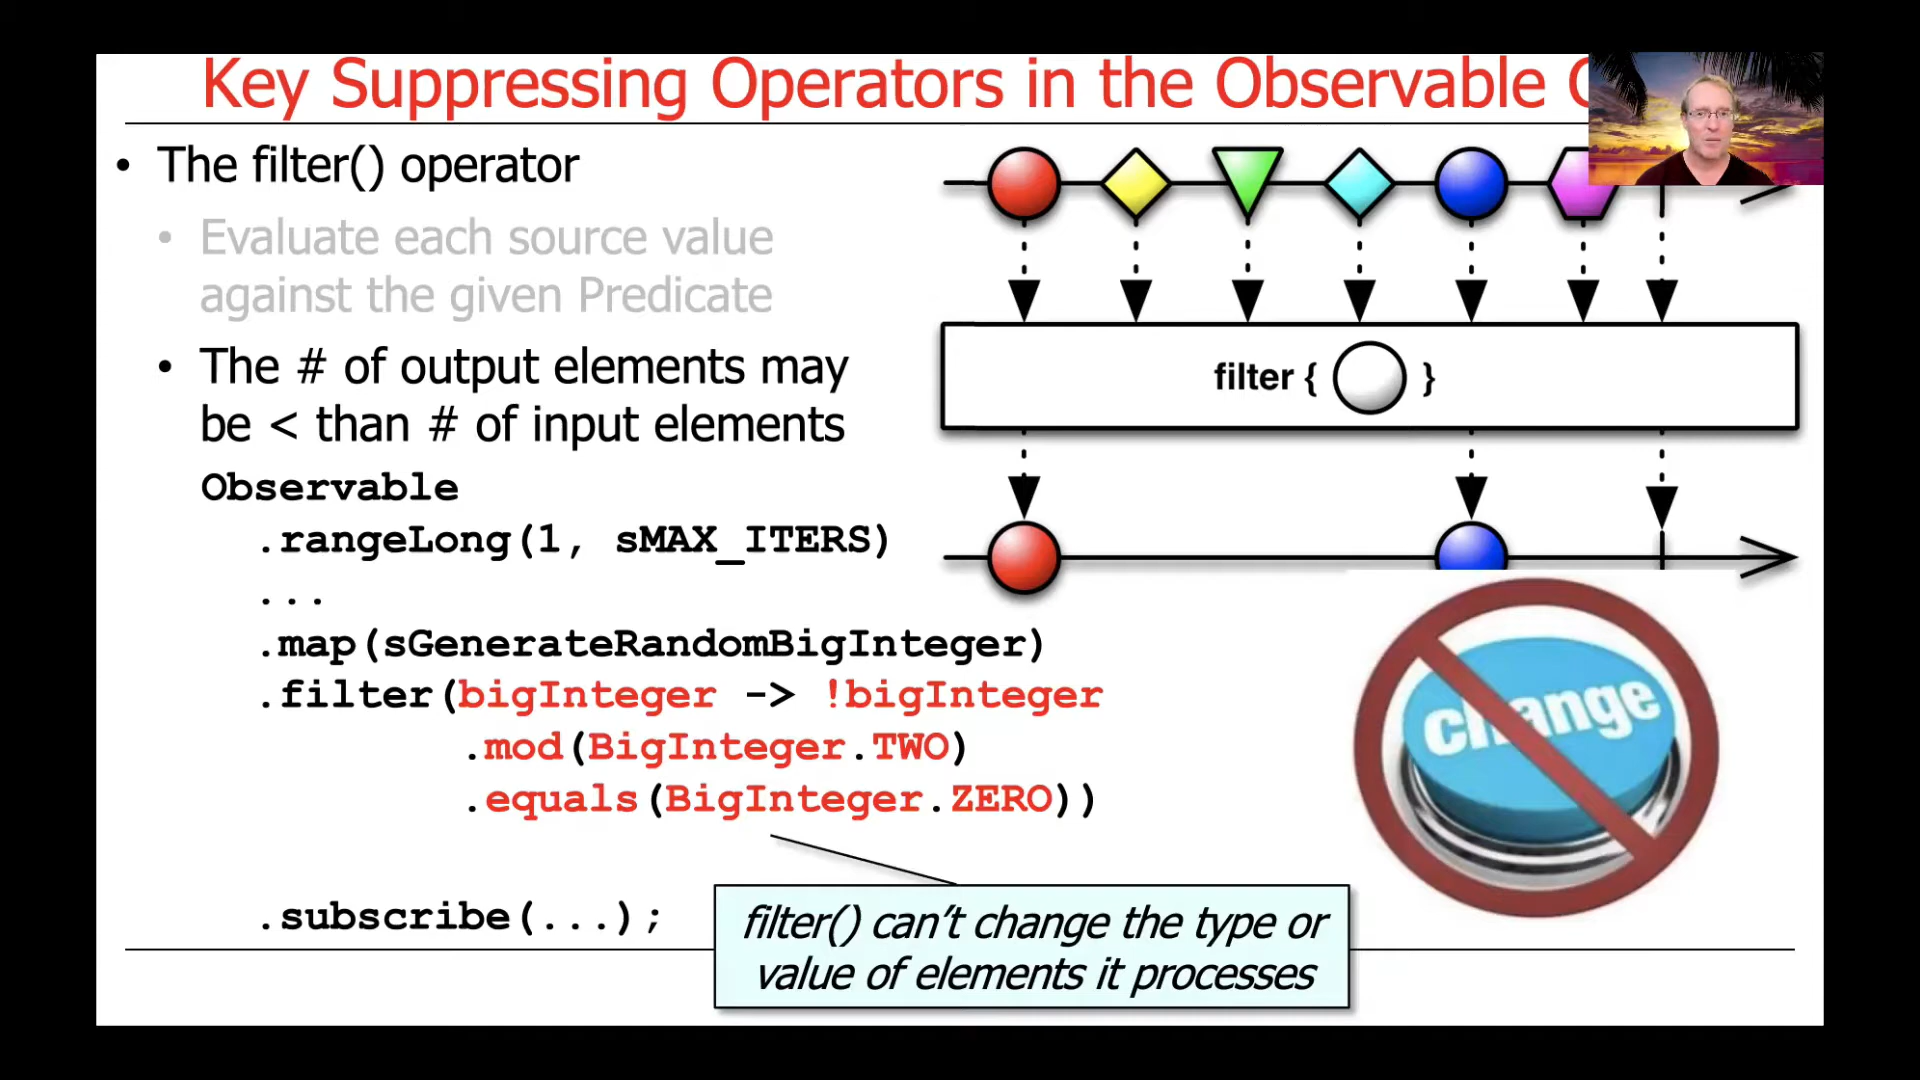 Key Suppressing Operators in the Observable
• The filter() operator
• Evaluate each source value
against the given Predicate
• The # of output elements may
be < than # of input elements
Observable
.rangeLong(1, sMAX_ITERS)
...
.map(sGenerateRandomBigInteger)
.filter(bigInteger -> !bigInteger
.mod(BigInteger.TWO)
.equals(BigInteger.ZERO))
.subscribe(...);
filter { }
change
filter() can’t change the type or
value of elements it processes